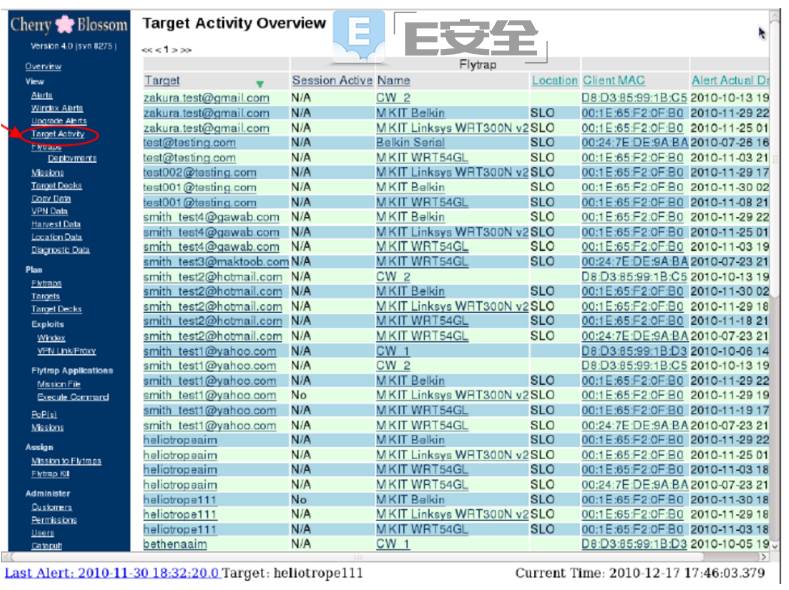 Cherry Blossom
Version 4.0 (svn 8275)
Overview
View
Alerts
Windex Alerts
Upgrade Alerts
Target Activity
Flytraps
Deployments
Missions
Target Decks
Copy Data
VPN Data
Harvest Data
Location Data
Diagnostic Data
Plan
Flytraps
Targets
Target Decks
Exploits
Windex
VPN Link/Proxy
Flytrap Applications
Mission File
Execute Command
PoP(s)
Missions
Assign
Mission to Flytraps
Flytrap Kill
Administer
Customers
Permissions
Users
Catapult
Target Activity Overview
E安全
<< < 1 > >>
Flytrap
Target Session Active Name Location Client MAC Alert Actual Da
zakura.test@gmail.com N/A CW_2 D8:D3:85:99:1B:C5 2010-10-13 19
zakura.test@gmail.com N/A MKIT Belkin SLO 00:1E:65:F2:0F:B0 2010-11-29 22
zakura.test@gmail.com N/A MKIT Linksys WRT300N v2 SLO 00:1E:65:F2:0F:B0 2010-11-25 01
test@testing.com N/A Belkin Serial SLO 00:24:7E:DE:9A:BA 2010-07-26 16
test@testing.com N/A MKIT WRT54GL SLO 00:1E:65:F2:0F:B0 2010-11-03 21
test002@testing.com N/A MKIT Linksys WRT300N v2 SLO 00:1E:65:F2:0F:B0 2010-11-29 17
test001@testing.com N/A MKIT Belkin SLO 00:1E:65:F2:0F:B0 2010-11-30 02
test001@testing.com N/A MKIT WRT54GL SLO 00:1E:65:F2:0F:B0 2010-11-08 21
smith_test4@gawab.com N/A MKIT Belkin SLO 00:1E:65:F2:0F:B0 2010-11-29 22
smith_test4@gawab.com N/A MKIT Linksys WRT300N v2 SLO 00:1E:65:F2:0F:B0 2010-11-25 01
smith_test4@gawab.com N/A MKIT WRT54GL SLO 00:1E:65:F2:0F:B0 2010-11-03 19
smith_test3@maktoob.com N/A MKIT WRT54GL SLO 00:24:7E:DE:9A:BA 2010-07-23 21
smith_test2@hotmail.com N/A CW_2 D8:D3:85:99:1B:C5 2010-10-13 19
smith_test2@hotmail.com N/A MKIT Belkin SLO 00:1E:65:F2:0F:B0 2010-11-30 02
smith_test2@hotmail.com N/A MKIT Linksys WRT300N v2 SLO 00:1E:65:F2:0F:B0 2010-11-29 18
smith_test2@hotmail.com N/A MKIT WRT54GL SLO 00:1E:65:F2:0F:B0 2010-11-18 21
smith_test2@hotmail.com N/A MKIT WRT54GL SLO 00:24:7E:DE:9A:BA 2010-07-23 21
smith_test1@yahoo.com N/A CW_1 D8:D3:85:99:1B:D3 2010-10-06 14
smith_test1@yahoo.com N/A CW_2 D8:D3:85:99:1B:C5 2010-10-13 19
smith_test1@yahoo.com N/A MKIT Belkin SLO 00:1E:65:F2:0F:B0 2010-11-29 22
smith_test1@yahoo.com No MKIT Linksys WRT300N v2 SLO 00:1E:65:F2:0F:B0 2010-11-29 19
smith_test1@yahoo.com N/A MKIT WRT54GL SLO 00:1E:65:F2:0F:B0 2010-11-19 17
smith_test1@yahoo.com N/A MKIT WRT54GL SLO 00:24:7E:DE:9A:BA 2010-07-23 21
heliotropeaim N/A MKIT Belkin SLO 00:1E:65:F2:0F:B0 2010-11-29 22
heliotropeaim N/A MKIT Linksys WRT300N v2 SLO 00:1E:65:F2:0F:B0 2010-11-25 01
heliotropeaim N/A MKIT WRT54GL SLO 00:1E:65:F2:0F:B0 2010-11-03 18
heliotropeaim N/A MKIT WRT54GL SLO 00:24:7E:DE:9A:BA 2010-07-23 21
heliotrope111 No MKIT Belkin SLO 00:1E:65:F2:0F:B0 2010-11-30 18
heliotrope111 N/A MKIT Linksys WRT300N v2 SLO 00:1E:65:F2:0F:B0 2010-11-29 18
heliotrope111 N/A MKIT WRT54GL SLO 00:1E:65:F2:0F:B0 2010-11-03 18
bethenaaim N/A CW_1 D8:D3:85:99:1B:D3 2010-10-05 19
Last Alert: 2010-11-30 18:32:20.0 Target: heliotrope111 Current Time: 2010-12-17 17:46:03.379